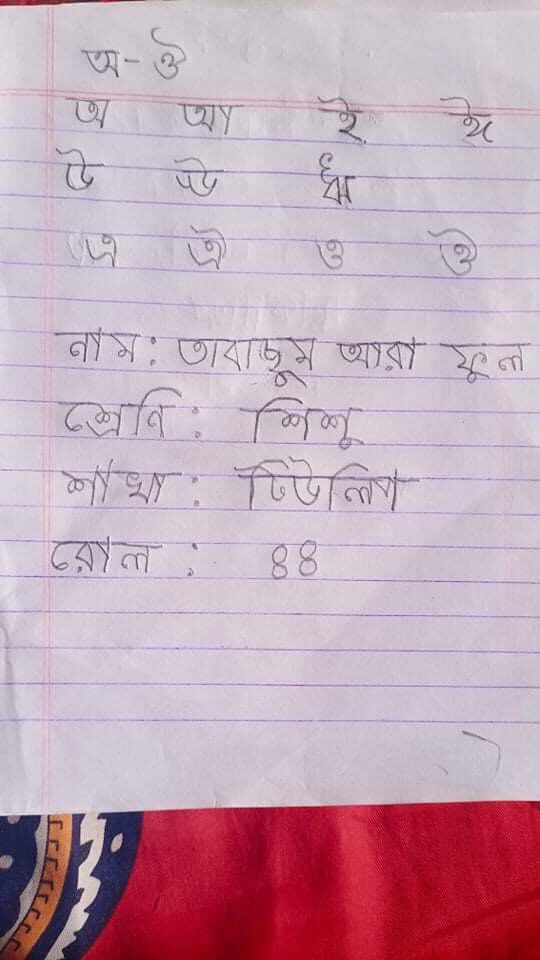 অ-ঔ
অ আ ই ঈ
উ ঊ ঋ
এ ঐ ও ঔ
নাম: তাবাছুম আরা ফুল
শ্রেনি: শিশু
শাখা: টিউলিপ
রোল: ৪৪